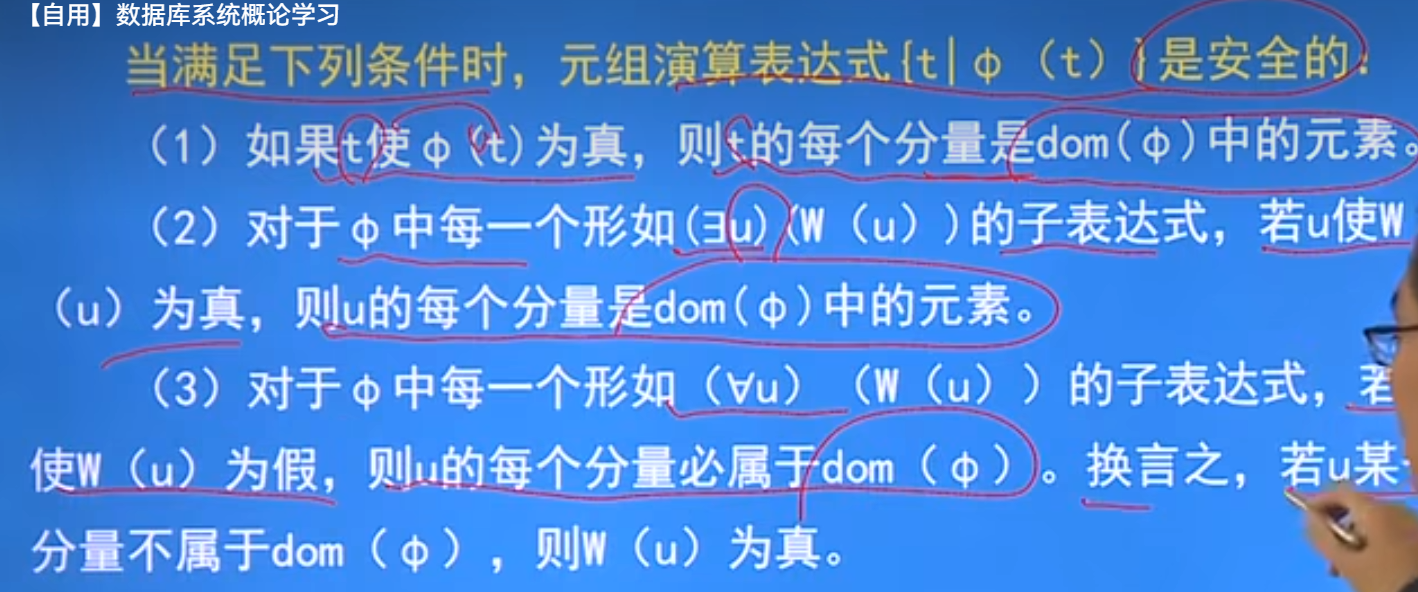 【自用】数据库系统概论学习
当满足下列条件时，元组演算表达式{t|φ（t）}是安全的：
（1）如果t使φ(t)为真，则t的每个分量是dom(φ)中的元素。
（2）对于φ中每一个形如(∃u)(W（u）)的子表达式，若u使W
（u）为真，则u的每个分量是dom(φ)中的元素。
（3）对于φ中每一个形如（∀u）（W（u））的子表达式，若
使W（u）为假，则u的每个分量必属于dom（φ）。换言之，若u某
分量不属于dom（φ），则W（u）为真。